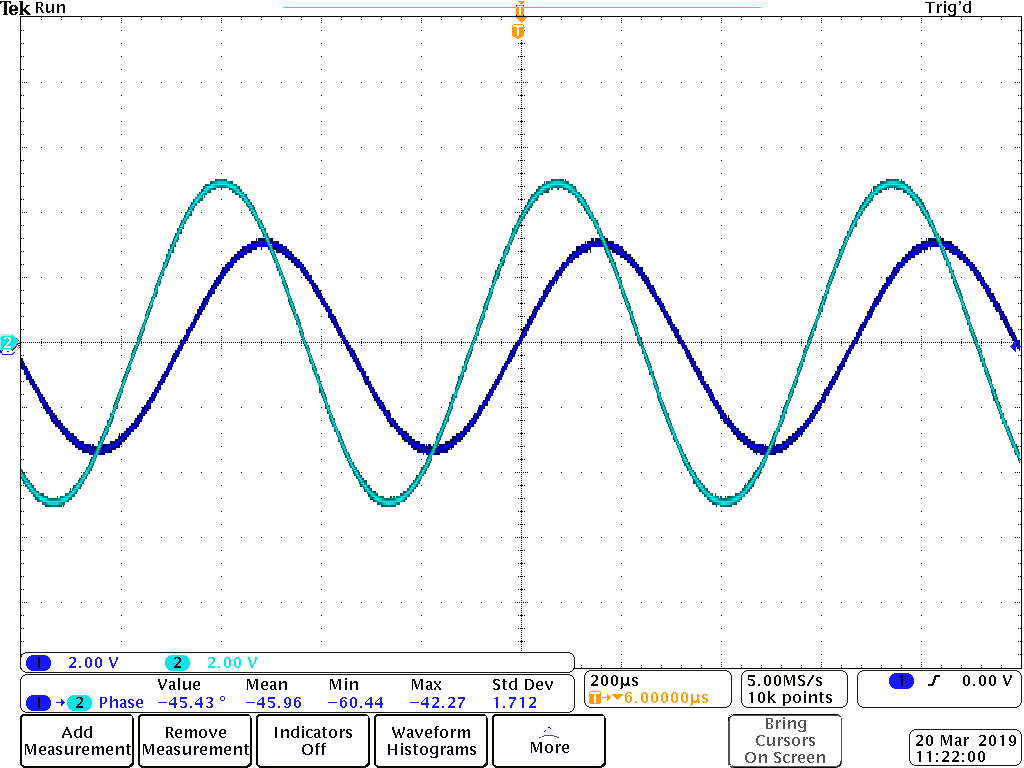 Tek Run Trig'd
T
T
2
1 2.00 V 2 2.00 V
Value Mean Min Max Std Dev
1 → 2 Phase −45.43 ° −45.96 −60.44 −42.27 1.712
200µs
T→▼6.00000µs
5.00MS/s
10k points
1 0.00 V
Add
Measurement
Remove
Measurement
Indicators
Off
Waveform
Histograms
More
Bring
Cursors
On Screen
20 Mar 2019
11:22:00